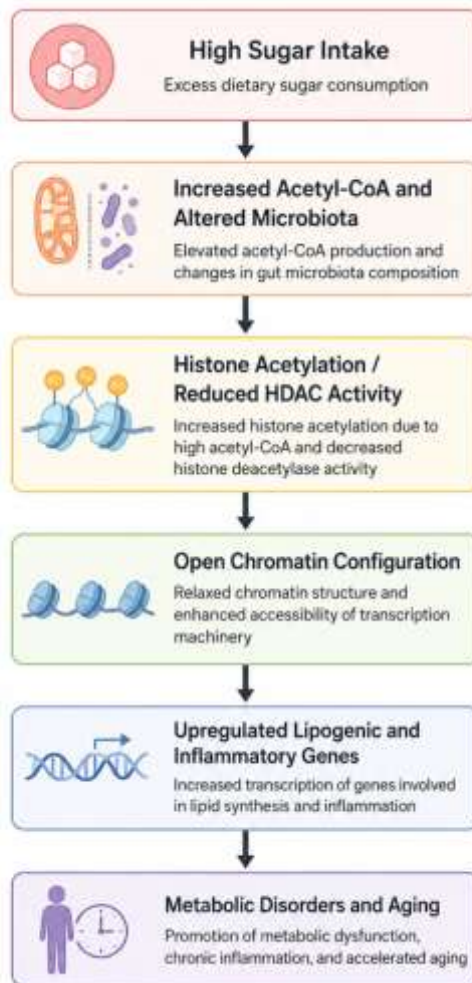 High Sugar Intake
Excess dietary sugar consumption
Increased Acetyl-CoA and
Altered Microbiota
Elevated acetyl-CoA production and
changes in gut microbiota composition
Histone Acetylation /
Reduced HDAC Activity
Increased histone acetylation due to
high acetyl-CoA and decreased
histone deacetylase activity
Open Chromatin Configuration
Relaxed chromatin structure and
enhanced accessibility of transcription
machinery
Upregulated Lipogenic and
Inflammatory Genes
Increased transcription of genes involved
in lipid synthesis and inflammation
Metabolic Disorders and Aging
Promotion of metabolic dysfunction,
chronic inflammation, and accelerated aging